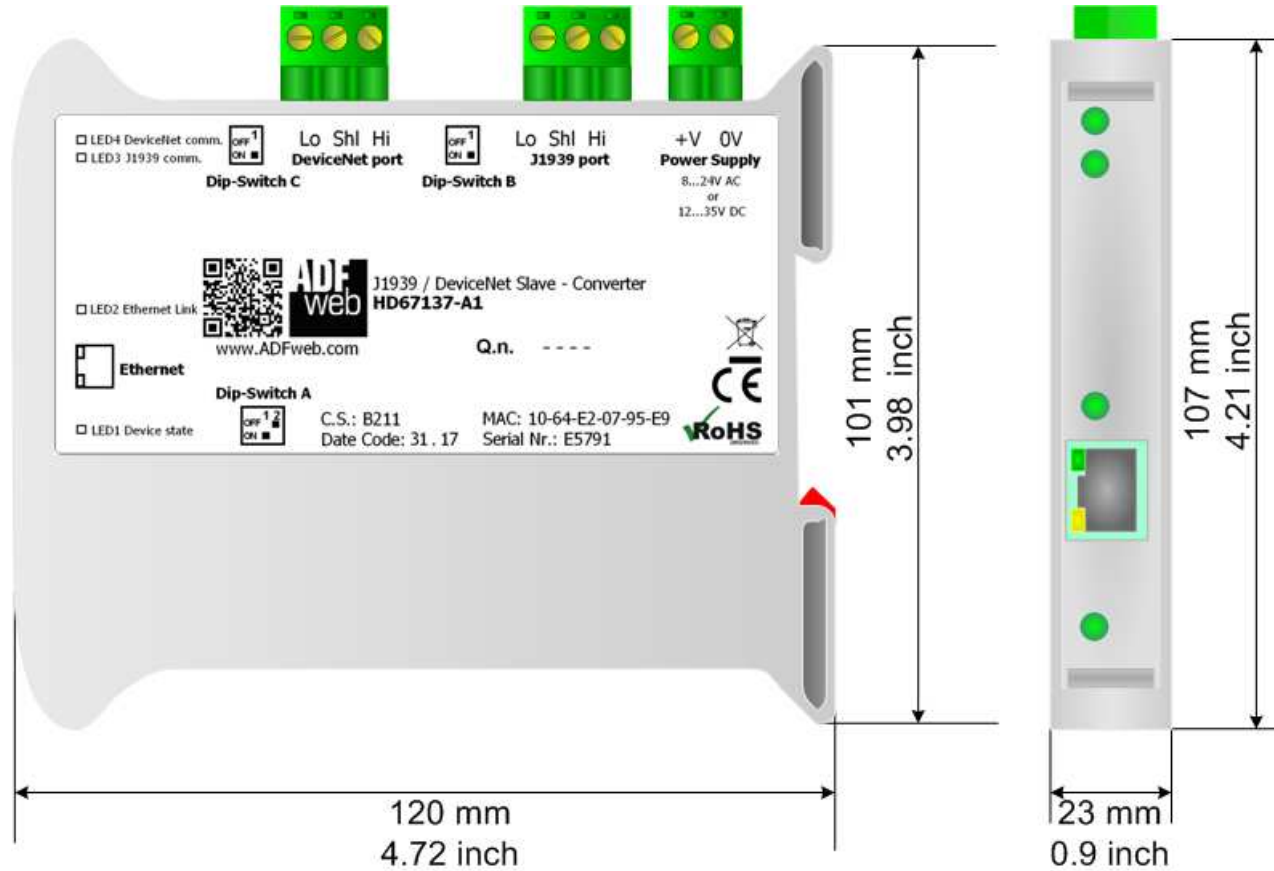 LED4 DeviceNet comm.
LED3 J1939 comm.
OFF 1
ON
Dip-Switch C
Lo Shl Hi
DeviceNet port
OFF 1
ON
Dip-Switch B
Lo Shl Hi
J1939 port
+V 0V
Power Supply
8...24V AC
or
12...35V DC
LED2 Ethernet Link
ADF
web
www.ADFweb.com
J1939 / DeviceNet Slave - Converter
HD67137-A1
Q.n. - - - -
Ethernet
Dip-Switch A
OFF 1 2
ON
LED1 Device state
C.S.: B211
Date Code: 31 . 17
MAC: 10-64-E2-07-95-E9
Serial Nr.: E5791
CE
RoHS
101 mm
3.98 inch
107 mm
4.21 inch
120 mm
4.72 inch
23 mm
0.9 inch